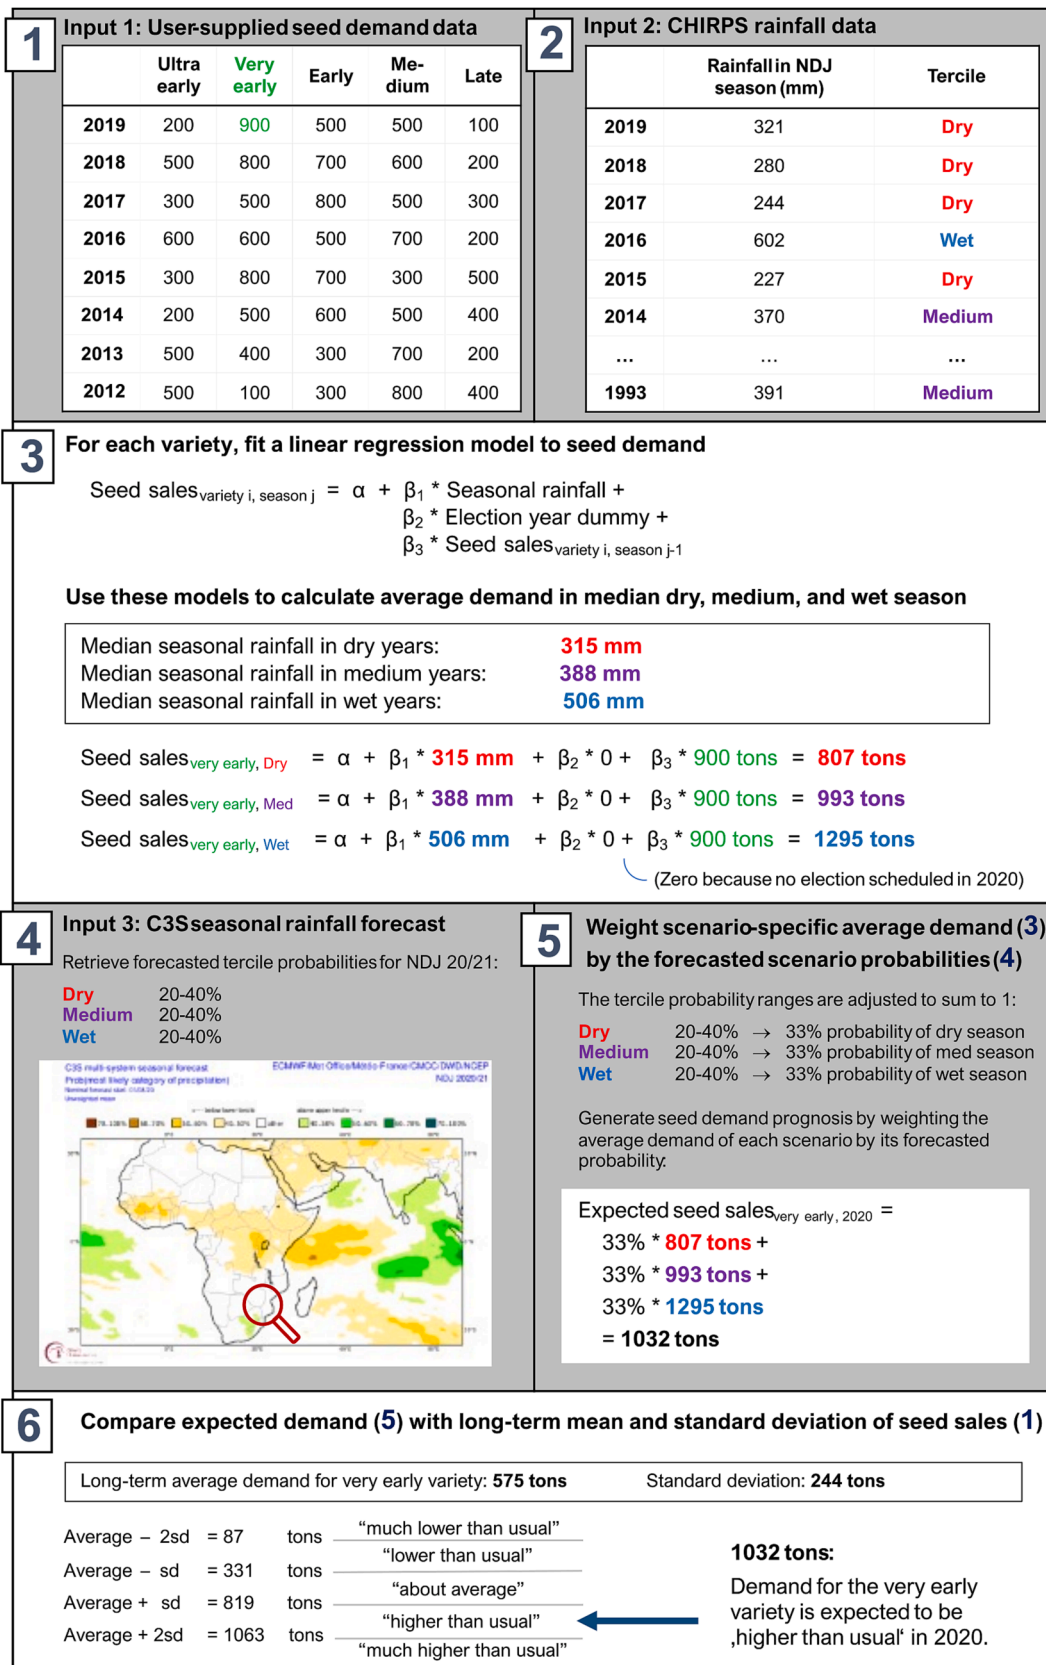 1
Input 1: User-supplied seed demand data
Ultra early Very early Early Me-dium Late
2019 200 900 500 500 100
2018 500 800 700 600 200
2017 300 500 800 500 300
2016 600 600 500 700 200
2015 300 800 700 300 500
2014 200 500 600 500 400
2013 500 400 300 700 200
2012 500 100 300 800 400
2
Input 2: CHIRPS rainfall data
Rainfall in NDJ season (mm) Tercile
2019 321 Dry
2018 280 Dry
2017 244 Dry
2016 602 Wet
2015 227 Dry
2014 370 Medium
... ... ...
1993 391 Medium
3
For each variety, fit a linear regression model to seed demand
Seed sales variety i, season j = α + β1 * Seasonal rainfall +
β2 * Election year dummy +
β3 * Seed sales variety i, season j-1
Use these models to calculate average demand in median dry, medium, and wet season
Median seasonal rainfall in dry years: 315 mm
Median seasonal rainfall in medium years: 388 mm
Median seasonal rainfall in wet years: 506 mm
Seed sales very early, Dry = α + β1 * 315 mm + β2 * 0 + β3 * 900 tons = 807 tons
Seed sales very early, Med = α + β1 * 388 mm + β2 * 0 + β3 * 900 tons = 993 tons
Seed sales very early, Wet = α + β1 * 506 mm + β2 * 0 + β3 * 900 tons = 1295 tons
(Zero because no election scheduled in 2020)
4
Input 3: C3S seasonal rainfall forecast
Retrieve forecasted tercile probabilities for NDJ 20/21:
Dry 20-40%
Medium 20-40%
Wet 20-40%
C3S multi-system seasonal forecast ECMWF/Met Office/Météo-France/CMCC/DWD/NCEP
Prob(most likely category of precipitation) NDJ 2020/21
Unweighted mean
5
Weight scenario-specific average demand (3)
by the forecasted scenario probabilities (4)
The tercile probability ranges are adjusted to sum to 1:
Dry 20-40% → 33% probability of dry season
Medium 20-40% → 33% probability of med season
Wet 20-40% → 33% probability of wet season
Generate seed demand prognosis by weighting the
average demand of each scenario by its forecasted
probability:
Expected seed sales very early, 2020 =
33% * 807 tons +
33% * 993 tons +
33% * 1295 tons
= 1032 tons
6
Compare expected demand (5) with long-term mean and standard deviation of seed sales (1)
Long-term average demand for very early variety: 575 tons Standard deviation: 244 tons
"much lower than usual"
Average – 2sd = 87 tons
"lower than usual"
Average – sd = 331 tons
"about average"
Average + sd = 819 tons
"higher than usual"
Average + 2sd = 1063 tons
"much higher than usual"
1032 tons:
Demand for the very early
variety is expected to be
‚higher than usual‘ in 2020.